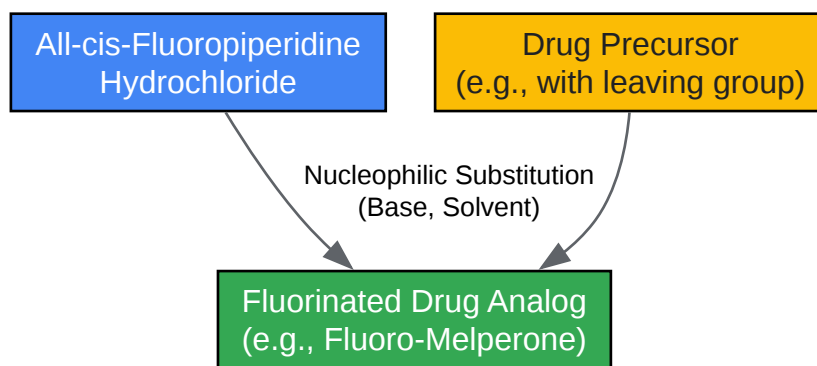 All-cis-Fluoropiperidine
Hydrochloride
Drug Precursor
(e.g., with leaving group)
Nucleophilic Substitution
(Base, Solvent)
Fluorinated Drug Analog
(e.g., Fluoro-Melperone)